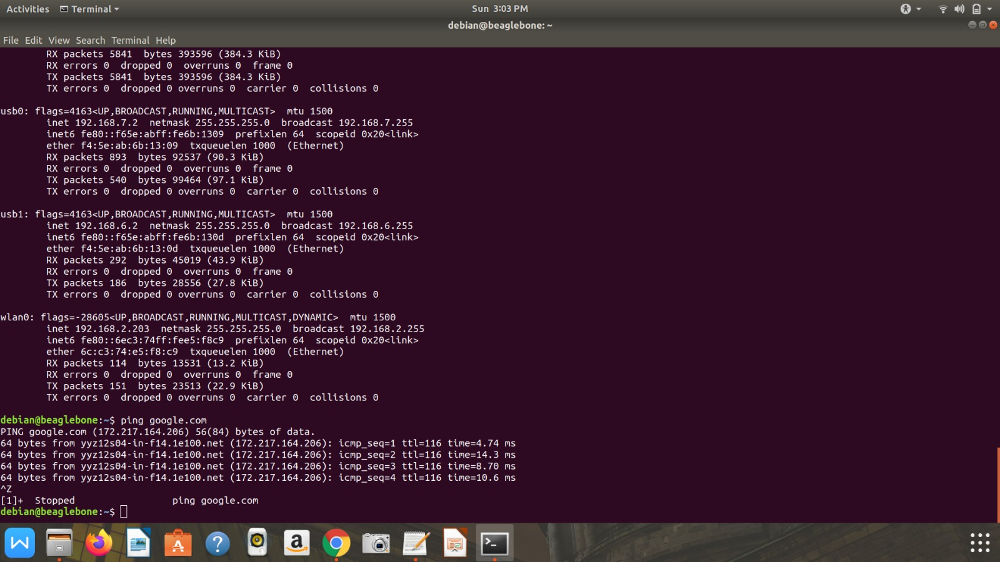 Activities Terminal Sun 3:03 PM
debian@beaglebone: ~
File Edit View Search Terminal Help
RX packets 5841  bytes 393596 (384.3 KiB)
RX errors 0  dropped 0  overruns 0  frame 0
TX packets 5841  bytes 393596 (384.3 KiB)
TX errors 0  dropped 0 overruns 0  carrier 0  collisions 0
usb0: flags=4163<UP,BROADCAST,RUNNING,MULTICAST>  mtu 1500
inet 192.168.7.2  netmask 255.255.255.0  broadcast 192.168.7.255
inet6 fe80::f65e:abff:fe6b:1309  prefixlen 64  scopeid 0x20<link>
ether f4:5e:ab:6b:13:09  txqueuelen 1000  (Ethernet)
RX packets 893  bytes 92537 (90.3 KiB)
RX errors 0  dropped 0  overruns 0  frame 0
TX packets 540  bytes 99464 (97.1 KiB)
TX errors 0  dropped 0 overruns 0  carrier 0  collisions 0
usb1: flags=4163<UP,BROADCAST,RUNNING,MULTICAST>  mtu 1500
inet 192.168.6.2  netmask 255.255.255.0  broadcast 192.168.6.255
inet6 fe80::f65e:abff:fe6b:130d  prefixlen 64  scopeid 0x20<link>
ether f4:5e:ab:6b:13:0d  txqueuelen 1000  (Ethernet)
RX packets 292  bytes 45019 (43.9 KiB)
RX errors 0  dropped 0  overruns 0  frame 0
TX packets 186  bytes 28556 (27.8 KiB)
TX errors 0  dropped 0 overruns 0  carrier 0  collisions 0
wlan0: flags=-28605<UP,BROADCAST,RUNNING,MULTICAST,DYNAMIC>  mtu 1500
inet 192.168.2.203  netmask 255.255.255.0  broadcast 192.168.2.255
inet6 fe80::6ec3:74ff:fee5:f8c9  prefixlen 64  scopeid 0x20<link>
ether 6c:c3:74:e5:f8:c9  txqueuelen 1000  (Ethernet)
RX packets 114  bytes 13531 (13.2 KiB)
RX errors 0  dropped 0  overruns 0  frame 0
TX packets 151  bytes 23513 (22.9 KiB)
TX errors 0  dropped 0 overruns 0  carrier 0  collisions 0
debian@beaglebone:~$ ping google.com
PING google.com (172.217.164.206) 56(84) bytes of data.
64 bytes from yyz12s04-in-f14.1e100.net (172.217.164.206): icmp_seq=1 ttl=116 time=4.74 ms
64 bytes from yyz12s04-in-f14.1e100.net (172.217.164.206): icmp_seq=2 ttl=116 time=14.3 ms
64 bytes from yyz12s04-in-f14.1e100.net (172.217.164.206): icmp_seq=3 ttl=116 time=8.70 ms
64 bytes from yyz12s04-in-f14.1e100.net (172.217.164.206): icmp_seq=4 ttl=116 time=10.6 ms
^Z
[1]+  Stopped                 ping google.com
debian@beaglebone:~$